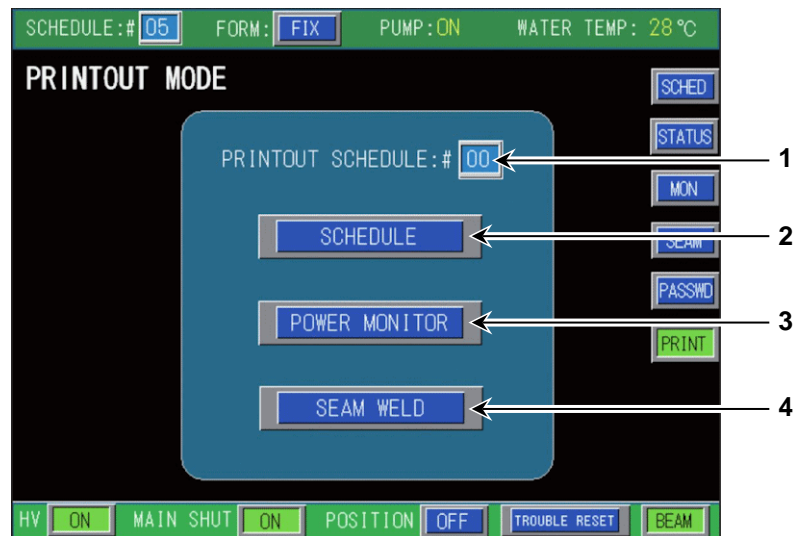 SCHEDULE:# 05 FORM: FIX PUMP:ON WATER TEMP: 28℃
PRINTOUT MODE
SCHED
STATUS
PRINTOUT SCHEDULE:# 00
1
MON
SCHEDULE
SEAM
2
PASSWD
POWER MONITOR
3
PRINT
SEAM WELD
4
HV ON MAIN SHUT ON POSITION OFF TROUBLE RESET BEAM